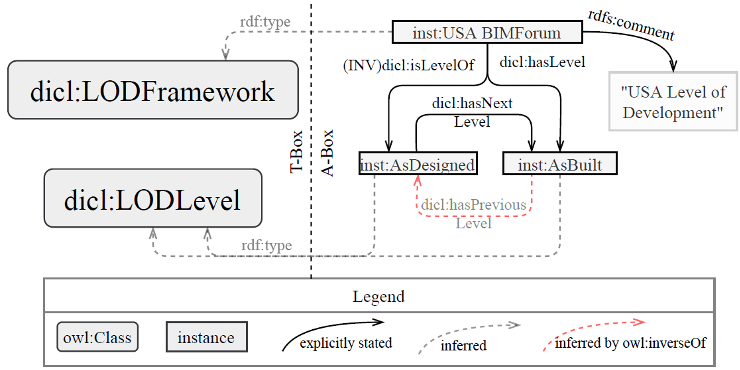 rdf:type
inst:USA BIMForum
rdfs:comment
dicl:LODFramework
(INV)dicl:isLevelOf
dicl:hasLevel
"USA Level of
Development"
dicl:hasNext
Level
T-Box
A-Box
inst:AsDesigned
inst:AsBuilt
dicl:LODLevel
dicl:hasPrevious
Level
rdf:type
Legend
owl:Class
instance
explicitly stated
inferred
inferred by owl:inverseOf